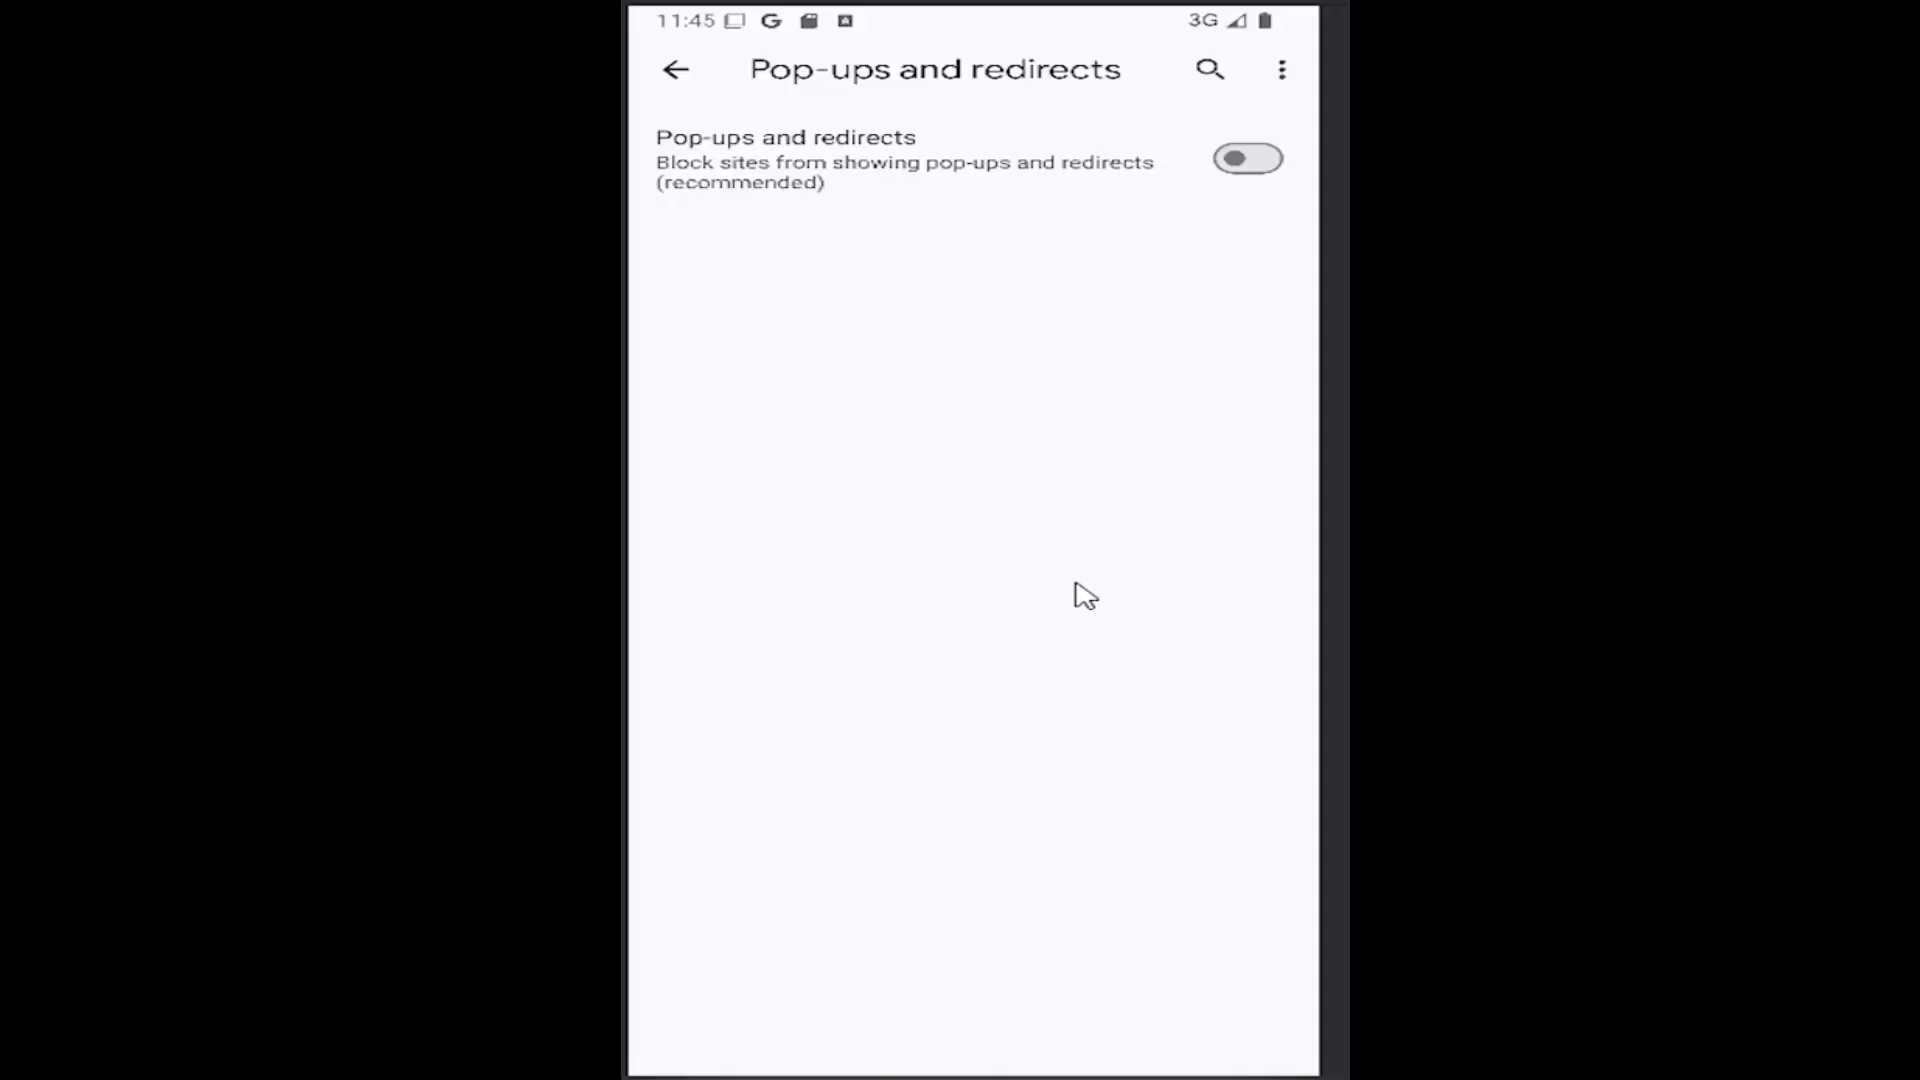 11:45 G 3G
Pop-ups and redirects
Pop-ups and redirects
Block sites from showing pop-ups and redirects
(recommended)